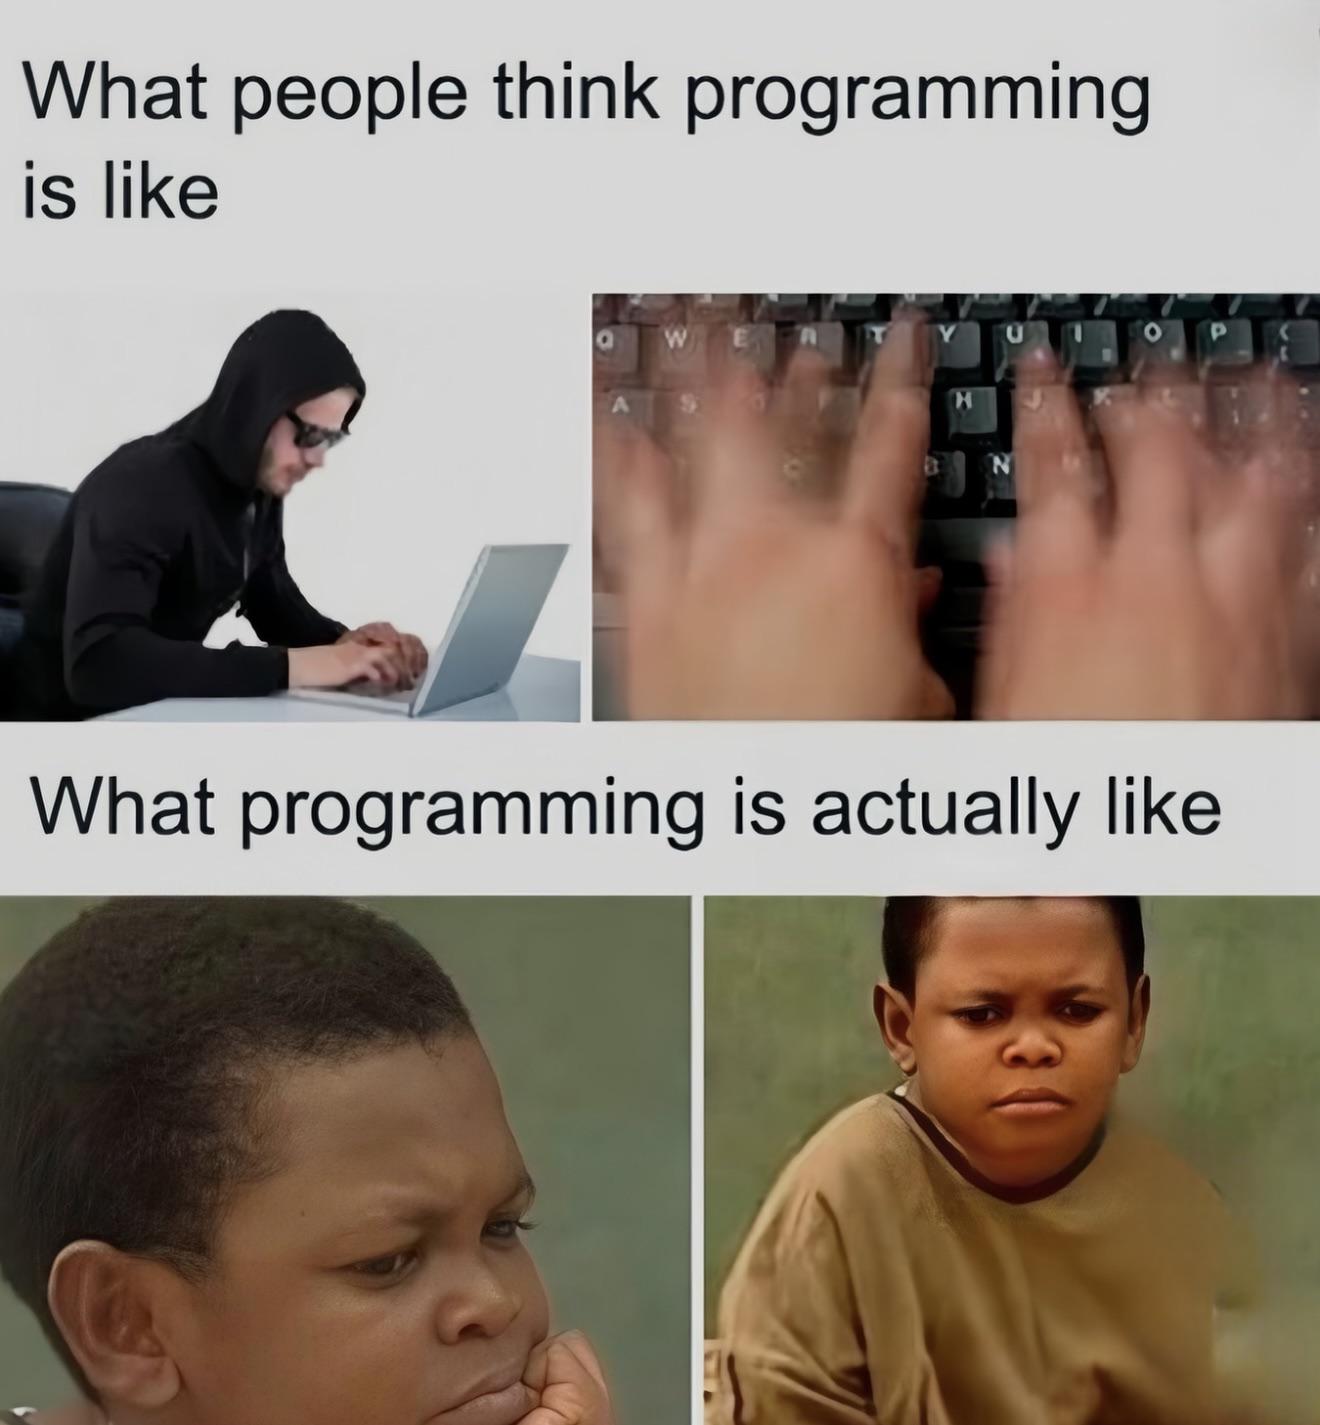 What people think programming
is like
Q W E R T Y U I O P
A S H J K L
C B N M
What programming is actually like